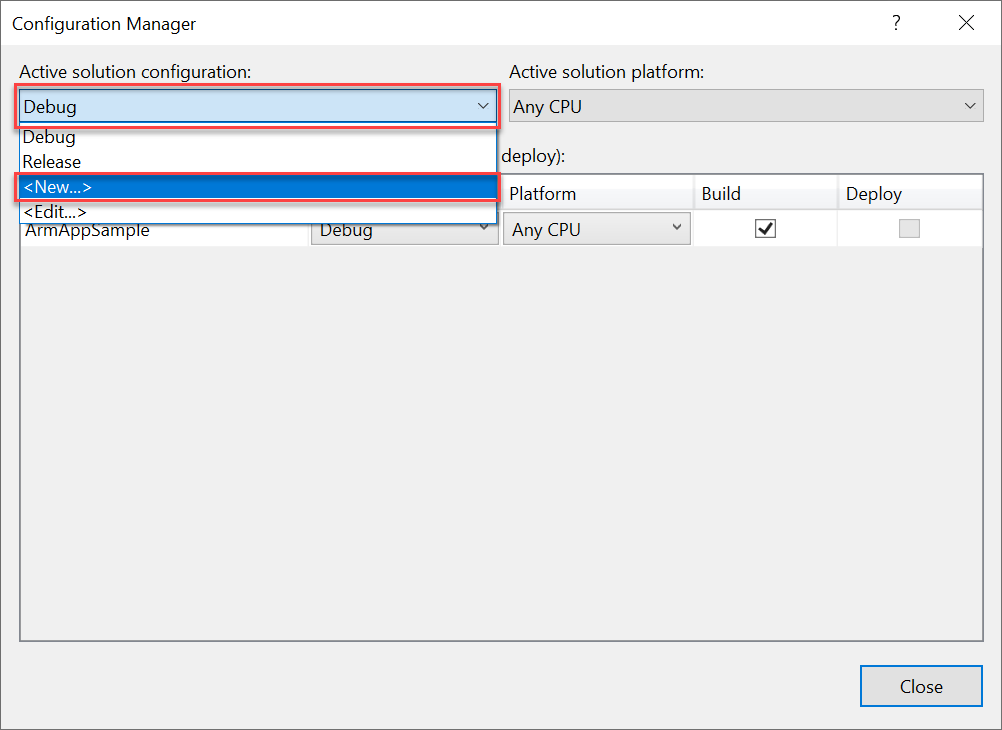 Configuration Manager ?
Active solution configuration: Active solution platform:
Debug Any CPU
Debug
Release deploy):
<New...> Platform Build Deploy
<Edit...>
ArmAppSample Debug Any CPU
Close